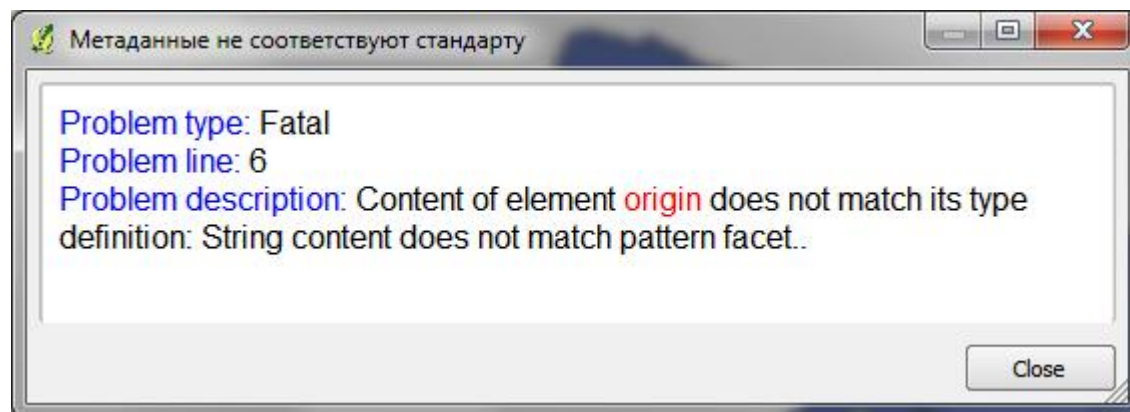 Метаданные не соответствуют стандарту
Problem type: Fatal
Problem line: 6
Problem description: Content of element origin does not match its type
definition: String content does not match pattern facet..
Close